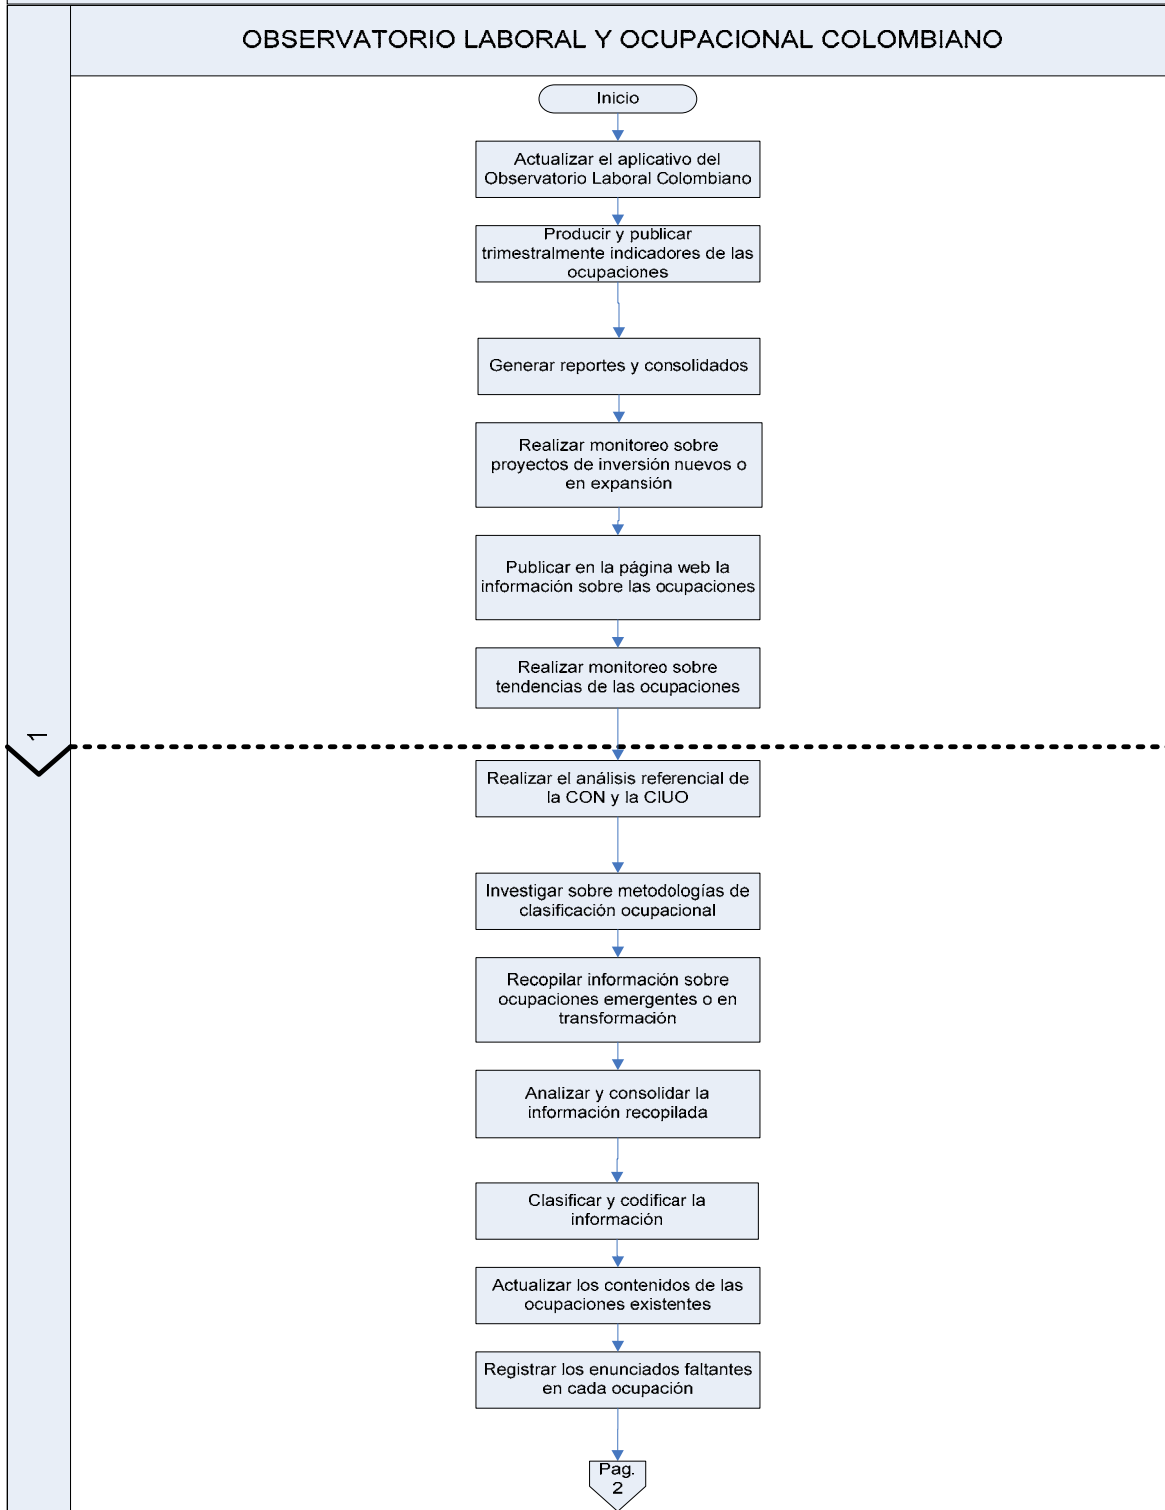 OBSERVATORIO LABORAL Y OCUPACIONAL COLOMBIANO
Inicio
Actualizar el aplicativo del
Observatorio Laboral Colombiano
Producir y publicar
trimestralmente indicadores de las
ocupaciones
Generar reportes y consolidados
Realizar monitoreo sobre
proyectos de inversión nuevos o
en expansión
Publicar en la página web la
información sobre las ocupaciones
Realizar monitoreo sobre
tendencias de las ocupaciones
1
Realizar el análisis referencial de
la CON y la CIUO
Investigar sobre metodologías de
clasificación ocupacional
Recopilar información sobre
ocupaciones emergentes o en
transformación
Analizar y consolidar la
información recopilada
Clasificar y codificar la
información
Actualizar los contenidos de las
ocupaciones existentes
Registrar los enunciados faltantes
en cada ocupación
Pag.
2